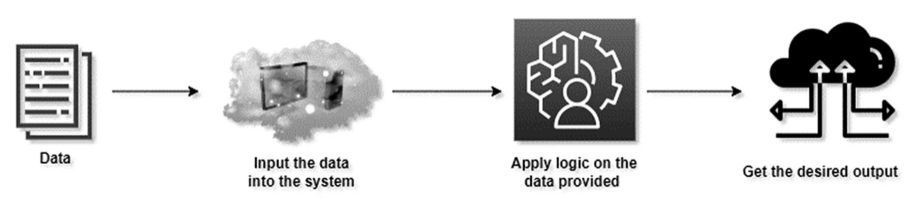 Data
Input the data
into the system
Apply logic on the
data provided
Get the desired output